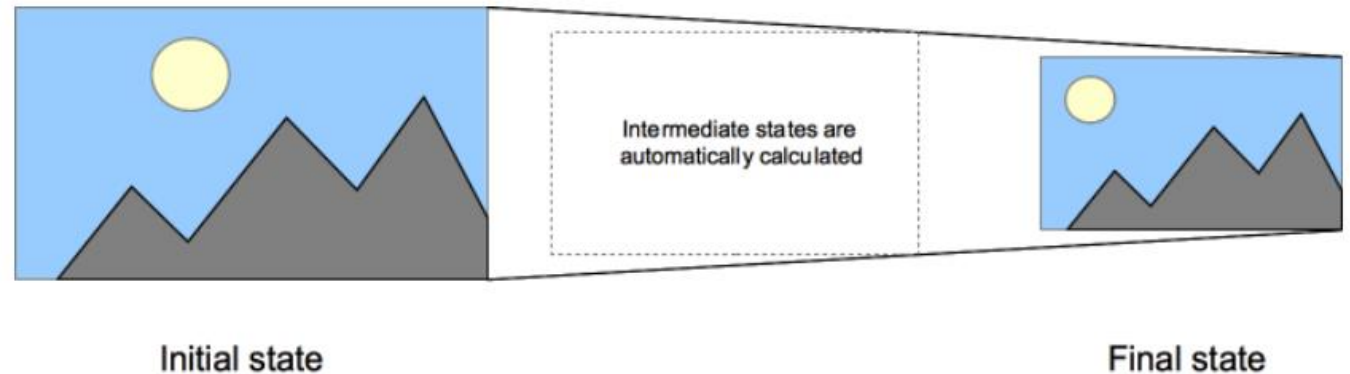 Intermediate states are
automatically calculated
Initial state
Final state